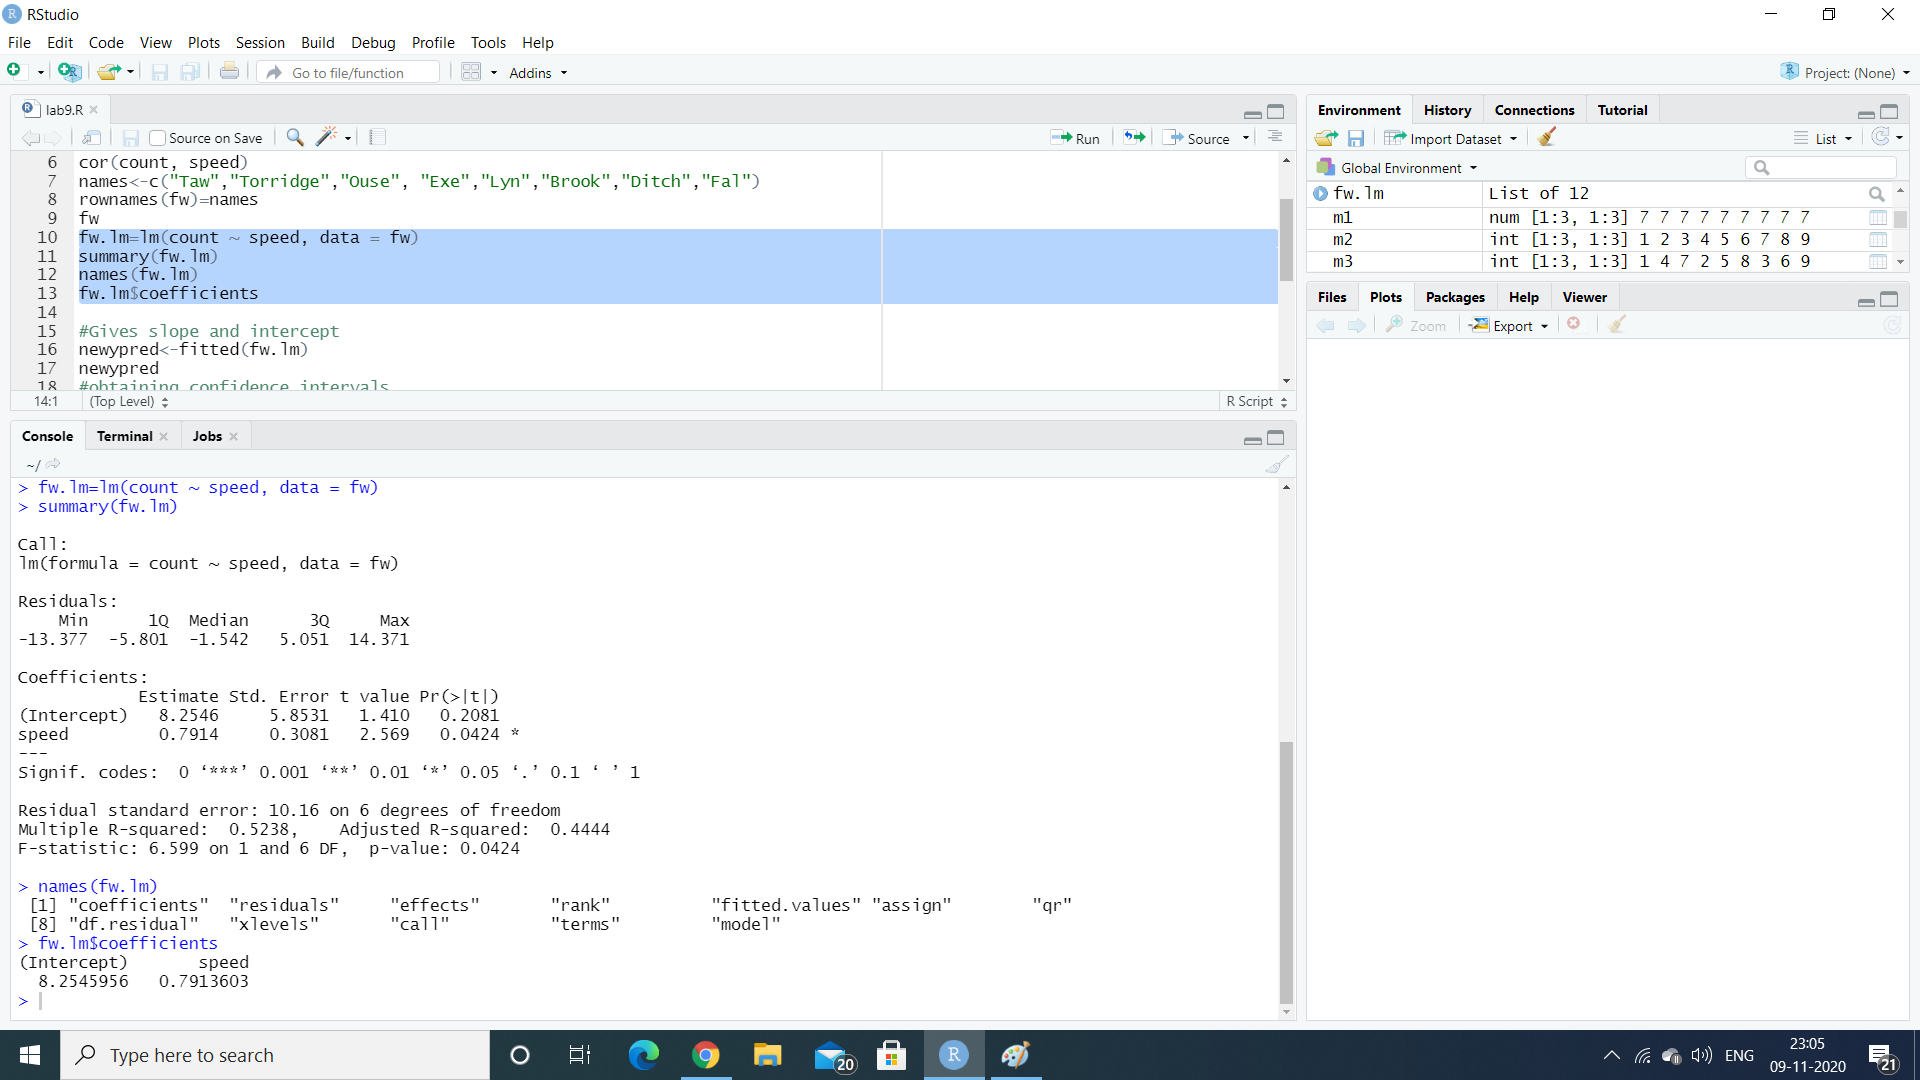 RStudio
File Edit Code View Plots Session Build Debug Profile Tools Help
Go to file/function Addins Project: (None)
lab9.R
Source on Save Run Source
6 cor(count, speed)
7 names<-c("Taw","Torridge","Ouse", "Exe","Lyn","Brook","Ditch","Fal")
8 rownames(fw)=names
9 fw
10 fw.lm=lm(count ~ speed, data = fw)
11 summary(fw.lm)
12 names(fw.lm)
13 fw.lm$coefficients
14
15 #Gives slope and intercept
16 newypred<-fitted(fw.lm)
17 newypred
18 #obtaining confidence intervals
14:1 (Top Level) R Script
Console Terminal Jobs
~/
> fw.lm=lm(count ~ speed, data = fw)
> summary(fw.lm)
Call:
lm(formula = count ~ speed, data = fw)
Residuals:
Min 1Q Median 3Q Max
-13.377 -5.801 -1.542 5.051 14.371
Coefficients:
Estimate Std. Error t value Pr(>|t|)
(Intercept) 8.2546 5.8531 1.410 0.2081
speed 0.7914 0.3081 2.569 0.0424 *
---
Signif. codes: 0 ‘***’ 0.001 ‘**’ 0.01 ‘*’ 0.05 ‘.’ 0.1 ‘ ’ 1
Residual standard error: 10.16 on 6 degrees of freedom
Multiple R-squared: 0.5238, Adjusted R-squared: 0.4444
F-statistic: 6.599 on 1 and 6 DF, p-value: 0.0424
> names(fw.lm)
[1] "coefficients" "residuals" "effects" "rank" "fitted.values" "assign" "qr"
[8] "df.residual" "xlevels" "call" "terms" "model"
> fw.lm$coefficients
(Intercept) speed
8.2545956 0.7913603
>
Environment History Connections Tutorial
Import Dataset List
Global Environment
fw.lm List of 12
m1 num [1:3, 1:3] 7 7 7 7 7 7 7 7 7
m2 int [1:3, 1:3] 1 2 3 4 5 6 7 8 9
m3 int [1:3, 1:3] 1 4 7 2 5 8 3 6 9
Files Plots Packages Help Viewer
Zoom Export
Type here to search
20
R
ENG
23:05
09-11-2020
21